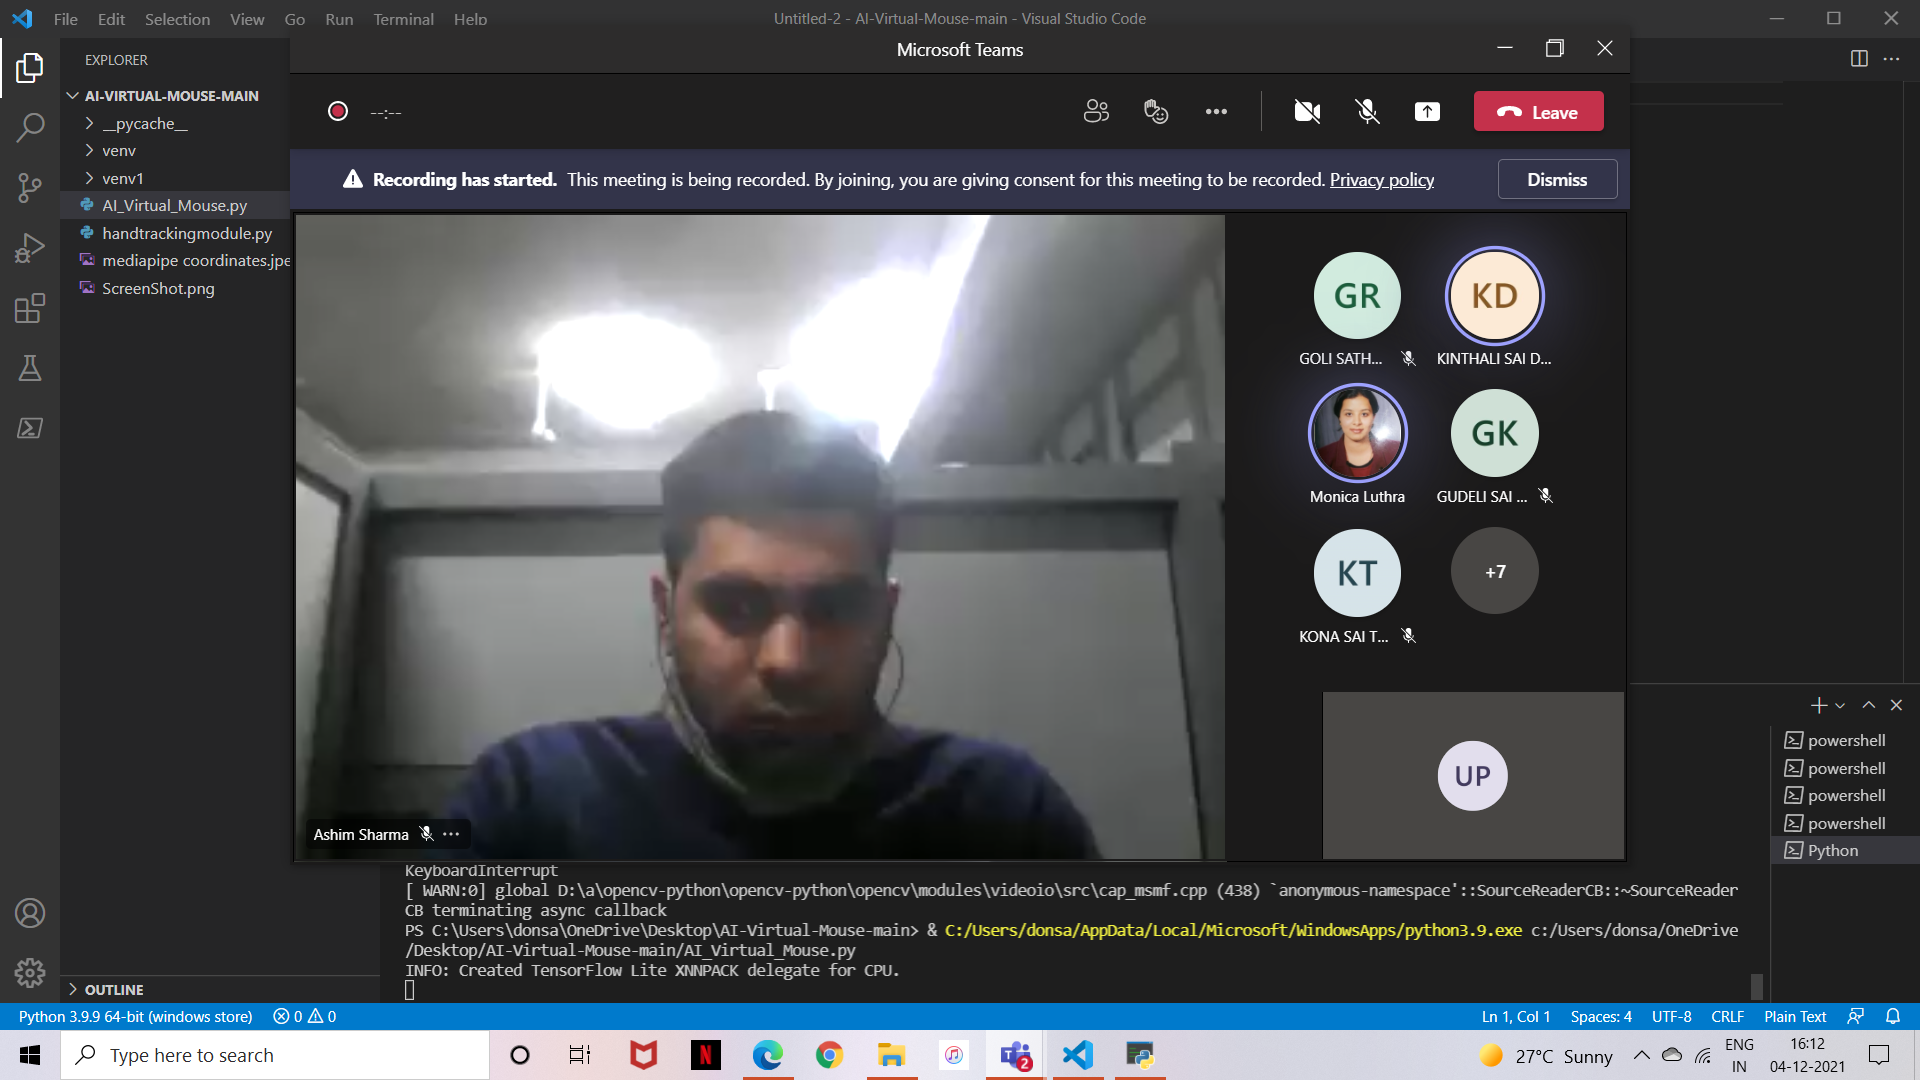 File Edit Selection View Go Run Terminal Help
Untitled-2 - AI-Virtual-Mouse-main - Visual Studio Code
EXPLORER
AI-VIRTUAL-MOUSE-MAIN
__pycache__
venv
venv1
AI_Virtual_Mouse.py
handtrackingmodule.py
mediapipe coordinates.jpe
ScreenShot.png
OUTLINE
Microsoft Teams
--:--
Leave
Recording has started. This meeting is being recorded. By joining, you are giving consent for this meeting to be recorded. Privacy policy
Dismiss
GR
GOLI SATH...
KD
KINTHALI SAI D...
Monica Luthra
GK
GUDELI SAI ...
KT
KONA SAI T...
+7
UP
Ashim Sharma
powershell
powershell
powershell
powershell
Python
KeyboardInterrupt
[ WARN:0] global D:\a\opencv-python\opencv-python\opencv\modules\videoio\src\cap_msmf.cpp (438) `anonymous-namespace'::SourceReaderCB::~SourceReader
CB terminating async callback
PS C:\Users\donsa\OneDrive\Desktop\AI-Virtual-Mouse-main> & C:/Users/donsa/AppData/Local/Microsoft/WindowsApps/python3.9.exe c:/Users/donsa/OneDrive
/Desktop/AI-Virtual-Mouse-main/AI_Virtual_Mouse.py
INFO: Created TensorFlow Lite XNNPACK delegate for CPU.
Python 3.9.9 64-bit (windows store) 0 0
Ln 1, Col 1 Spaces: 4 UTF-8 CRLF Plain Text
Type here to search
N
2
27°C Sunny
ENG
IN
16:12
04-12-2021